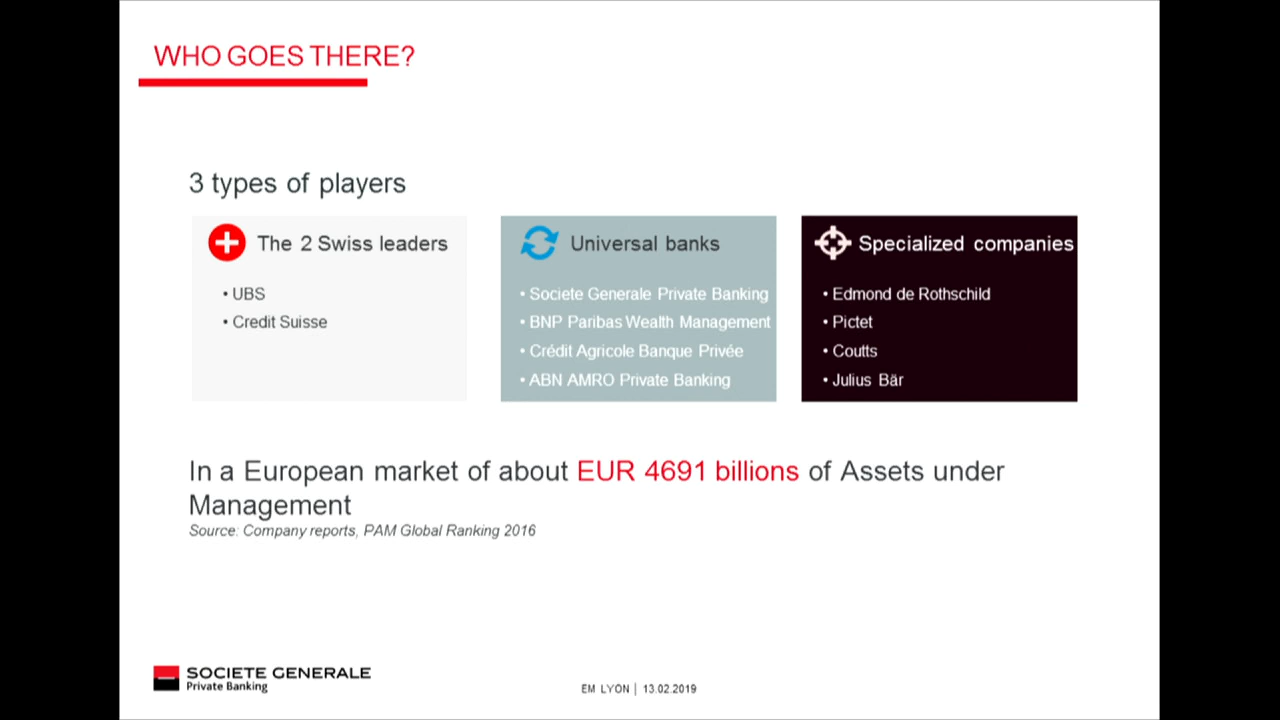 WHO GOES THERE?
3 types of players
The 2 Swiss leaders
• UBS
• Credit Suisse
Universal banks
• Societe Generale Private Banking
• BNP Paribas Wealth Management
• Crédit Agricole Banque Privée
• ABN AMRO Private Banking
Specialized companies
• Edmond de Rothschild
• Pictet
• Coutts
• Julius Bär
In a European market of about EUR 4691 billions of Assets under
Management
Source: Company reports, PAM Global Ranking 2016
SOCIETE GENERALE
Private Banking
EM LYON | 13.02.2019